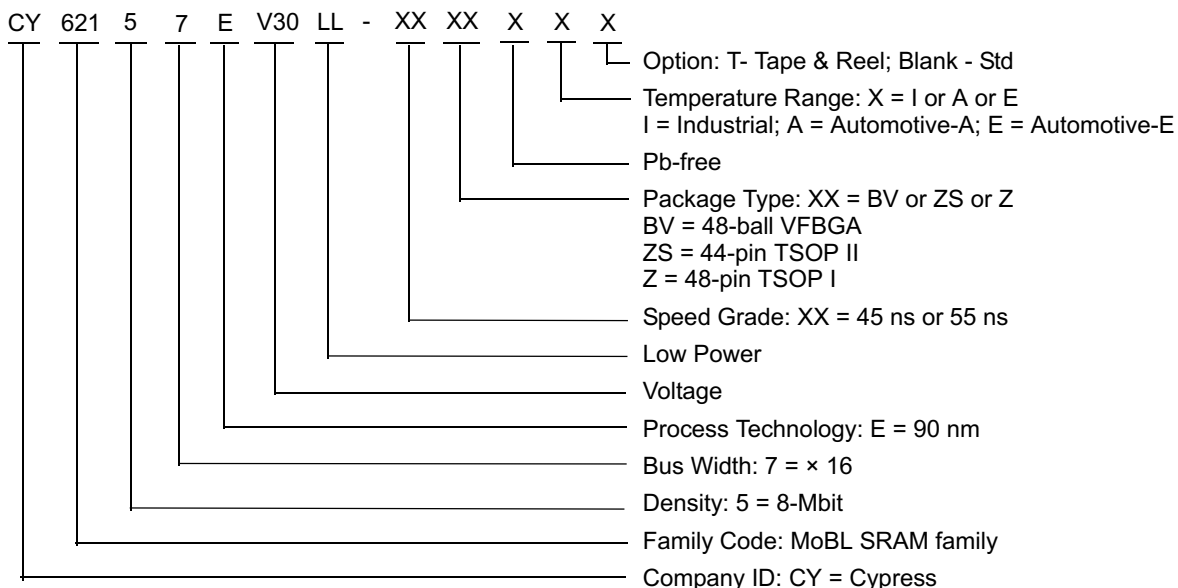 CY 621 5 7 E V30 LL - XX XX X X X
Option: T- Tape & Reel; Blank - Std
Temperature Range: X = I or A or E
I = Industrial; A = Automotive-A; E = Automotive-E
Pb-free
Package Type: XX = BV or ZS or Z
BV = 48-ball VFBGA
ZS = 44-pin TSOP II
Z = 48-pin TSOP I
Speed Grade: XX = 45 ns or 55 ns
Low Power
Voltage
Process Technology: E = 90 nm
Bus Width: 7 = × 16
Density: 5 = 8-Mbit
Family Code: MoBL SRAM family
Company ID: CY = Cypress